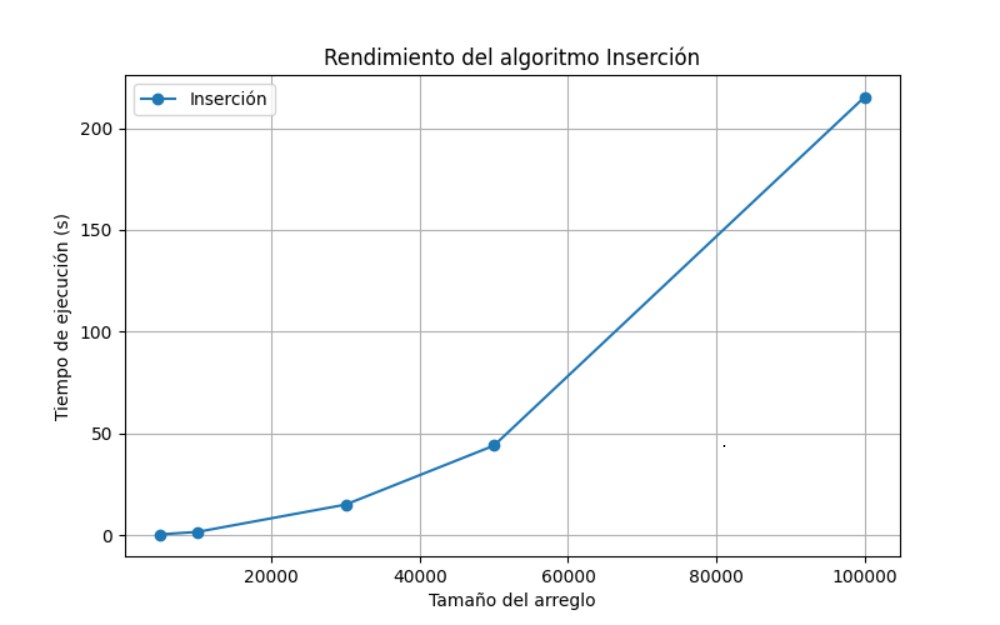 Rendimiento del algoritmo Inserción
Inserción
200
150
100
50
0
Tiempo de ejecución (s)
20000
40000
60000
80000
100000
Tamaño del arreglo